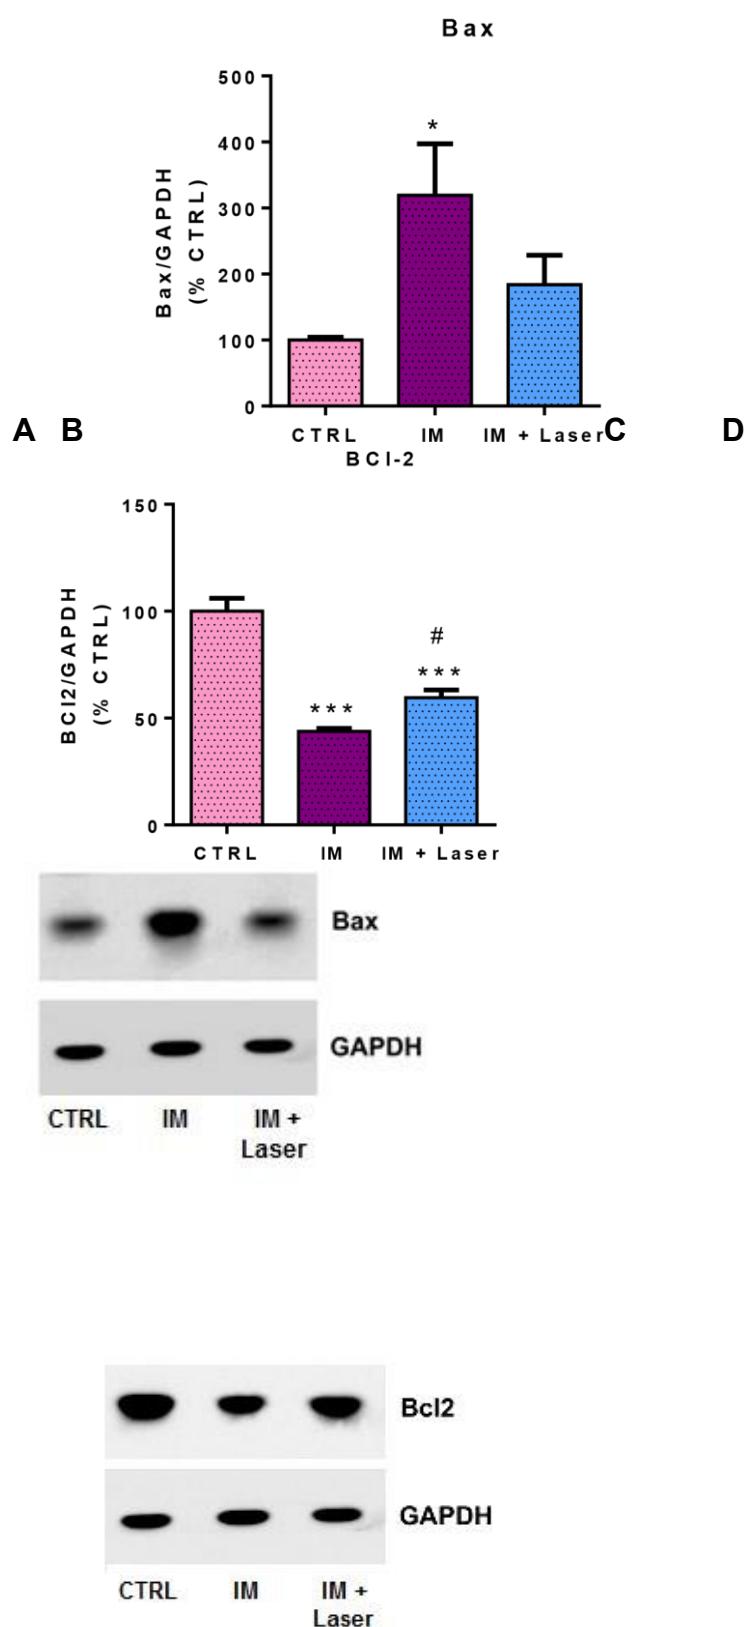 Bax
500
400
300
200
100
0
Bax/GAPDH
(% CTRL)
*
CTRL IM IM + Laser
A B C D
BCl-2
150
100
50
0
BCl2/GAPDH
(% CTRL)
#
***
***
CTRL IM IM + Laser
Bax
GAPDH
CTRL IM IM +
Laser
Bcl2
GAPDH
CTRL IM IM +
Laser